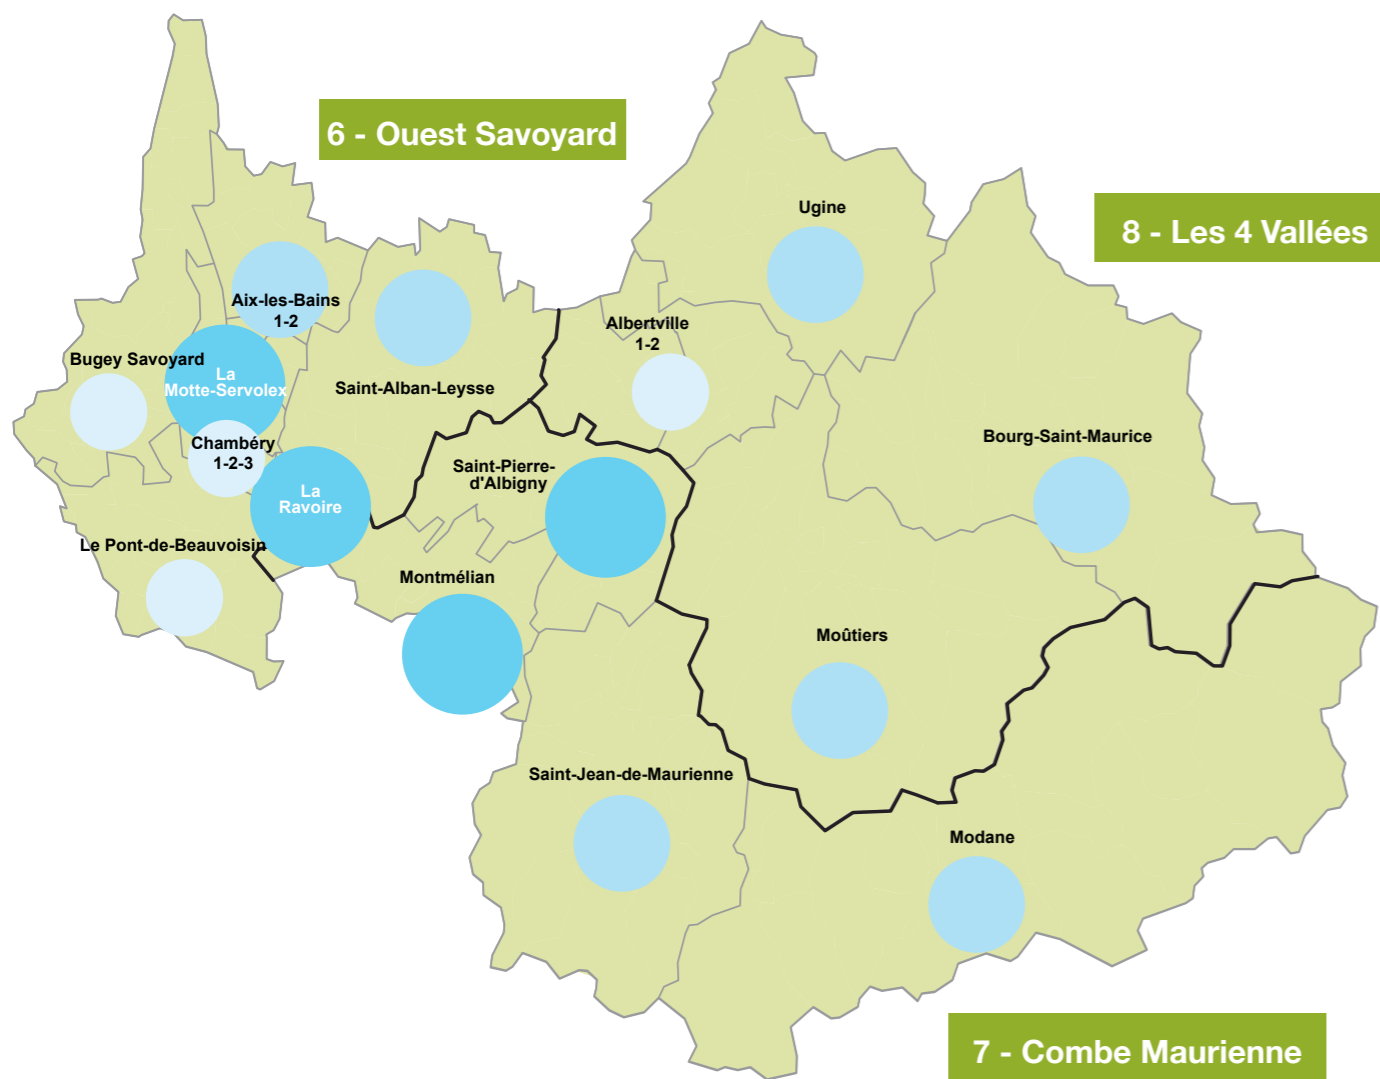 6 - Ouest Savoyard
Ugine
8 - Les 4 Vallées
Aix-les-Bains
1-2
Albertville
1-2
Bugey Savoyard
La
Motte-Servolex
Saint-Alban-Leysse
Chambéry
1-2-3
Bourg-Saint-Maurice
Saint-Pierre-
d'Albigny
La
Ravoire
Le Pont-de-Beauvoisin
Montmélian
Moûtiers
Saint-Jean-de-Maurienne
Modane
7 - Combe Maurienne